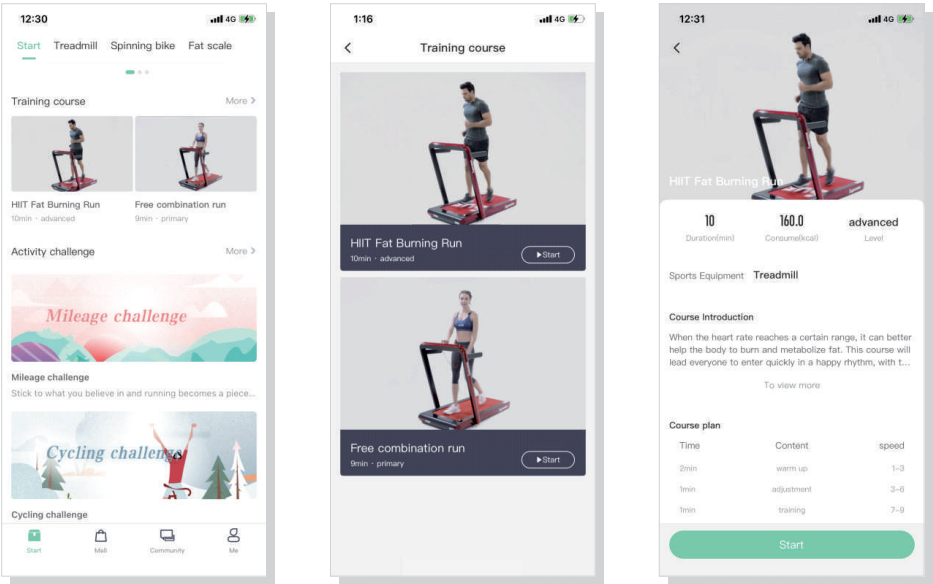 12:30
4G
Start Treadmill Spinning bike Fat scale
Training course More >
HIIT Fat Burning Run Free combination run
10min · advanced 9min · primary
Activity challenge More >
Mileage challenge
Mileage challenge
Stick to what you believe in and running becomes a piece...
Cycling challenge
Cycling challenge
Start Mall Community Me
1:16
4G
< Training course
HIIT Fat Burning Run
10min · advanced
Start
Free combination run
9min · primary
Start
12:31
4G
<
HIIT Fat Burning Run
10 160.0 advanced
Duration(min) Consume(kcal) Level
Sports Equipment Treadmill
Course Introduction
When the heart rate reaches a certain range, it can better
help the body to burn and metabolize fat. This course will
lead everyone to enter quickly in a happy rhythm, with t...
To view more
Course plan
Time Content speed
2min warm up 1-3
1min adjustment 3-6
1min training 7-9
Start